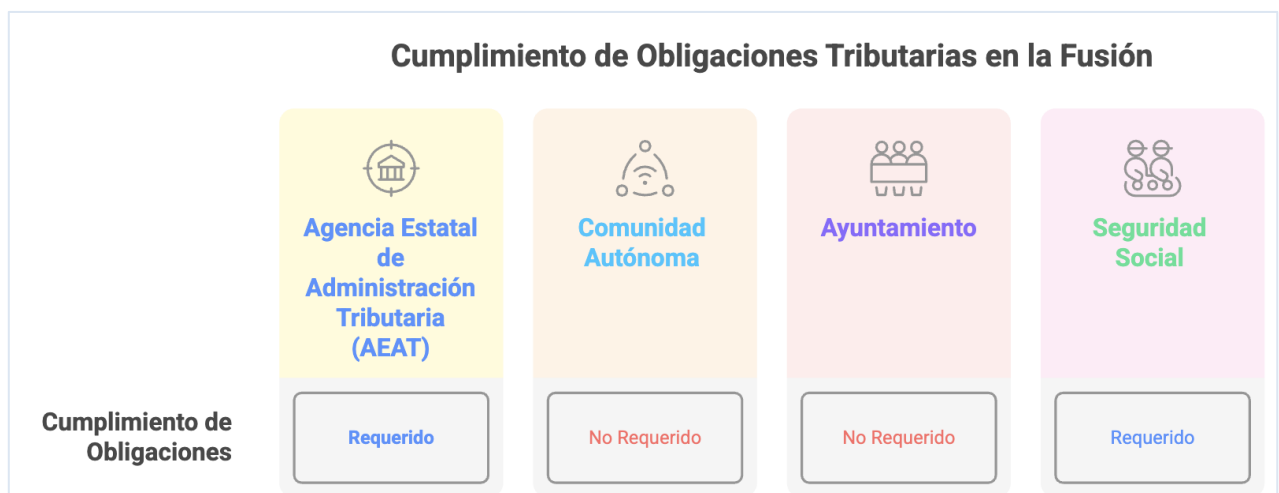 Cumplimiento de Obligaciones Tributarias en la Fusión
Agencia Estatal
de
Administración
Tributaria
(AEAT)
Comunidad
Autónoma
Ayuntamiento
Seguridad
Social
Cumplimiento de
Obligaciones
Requerido
No Requerido
No Requerido
Requerido